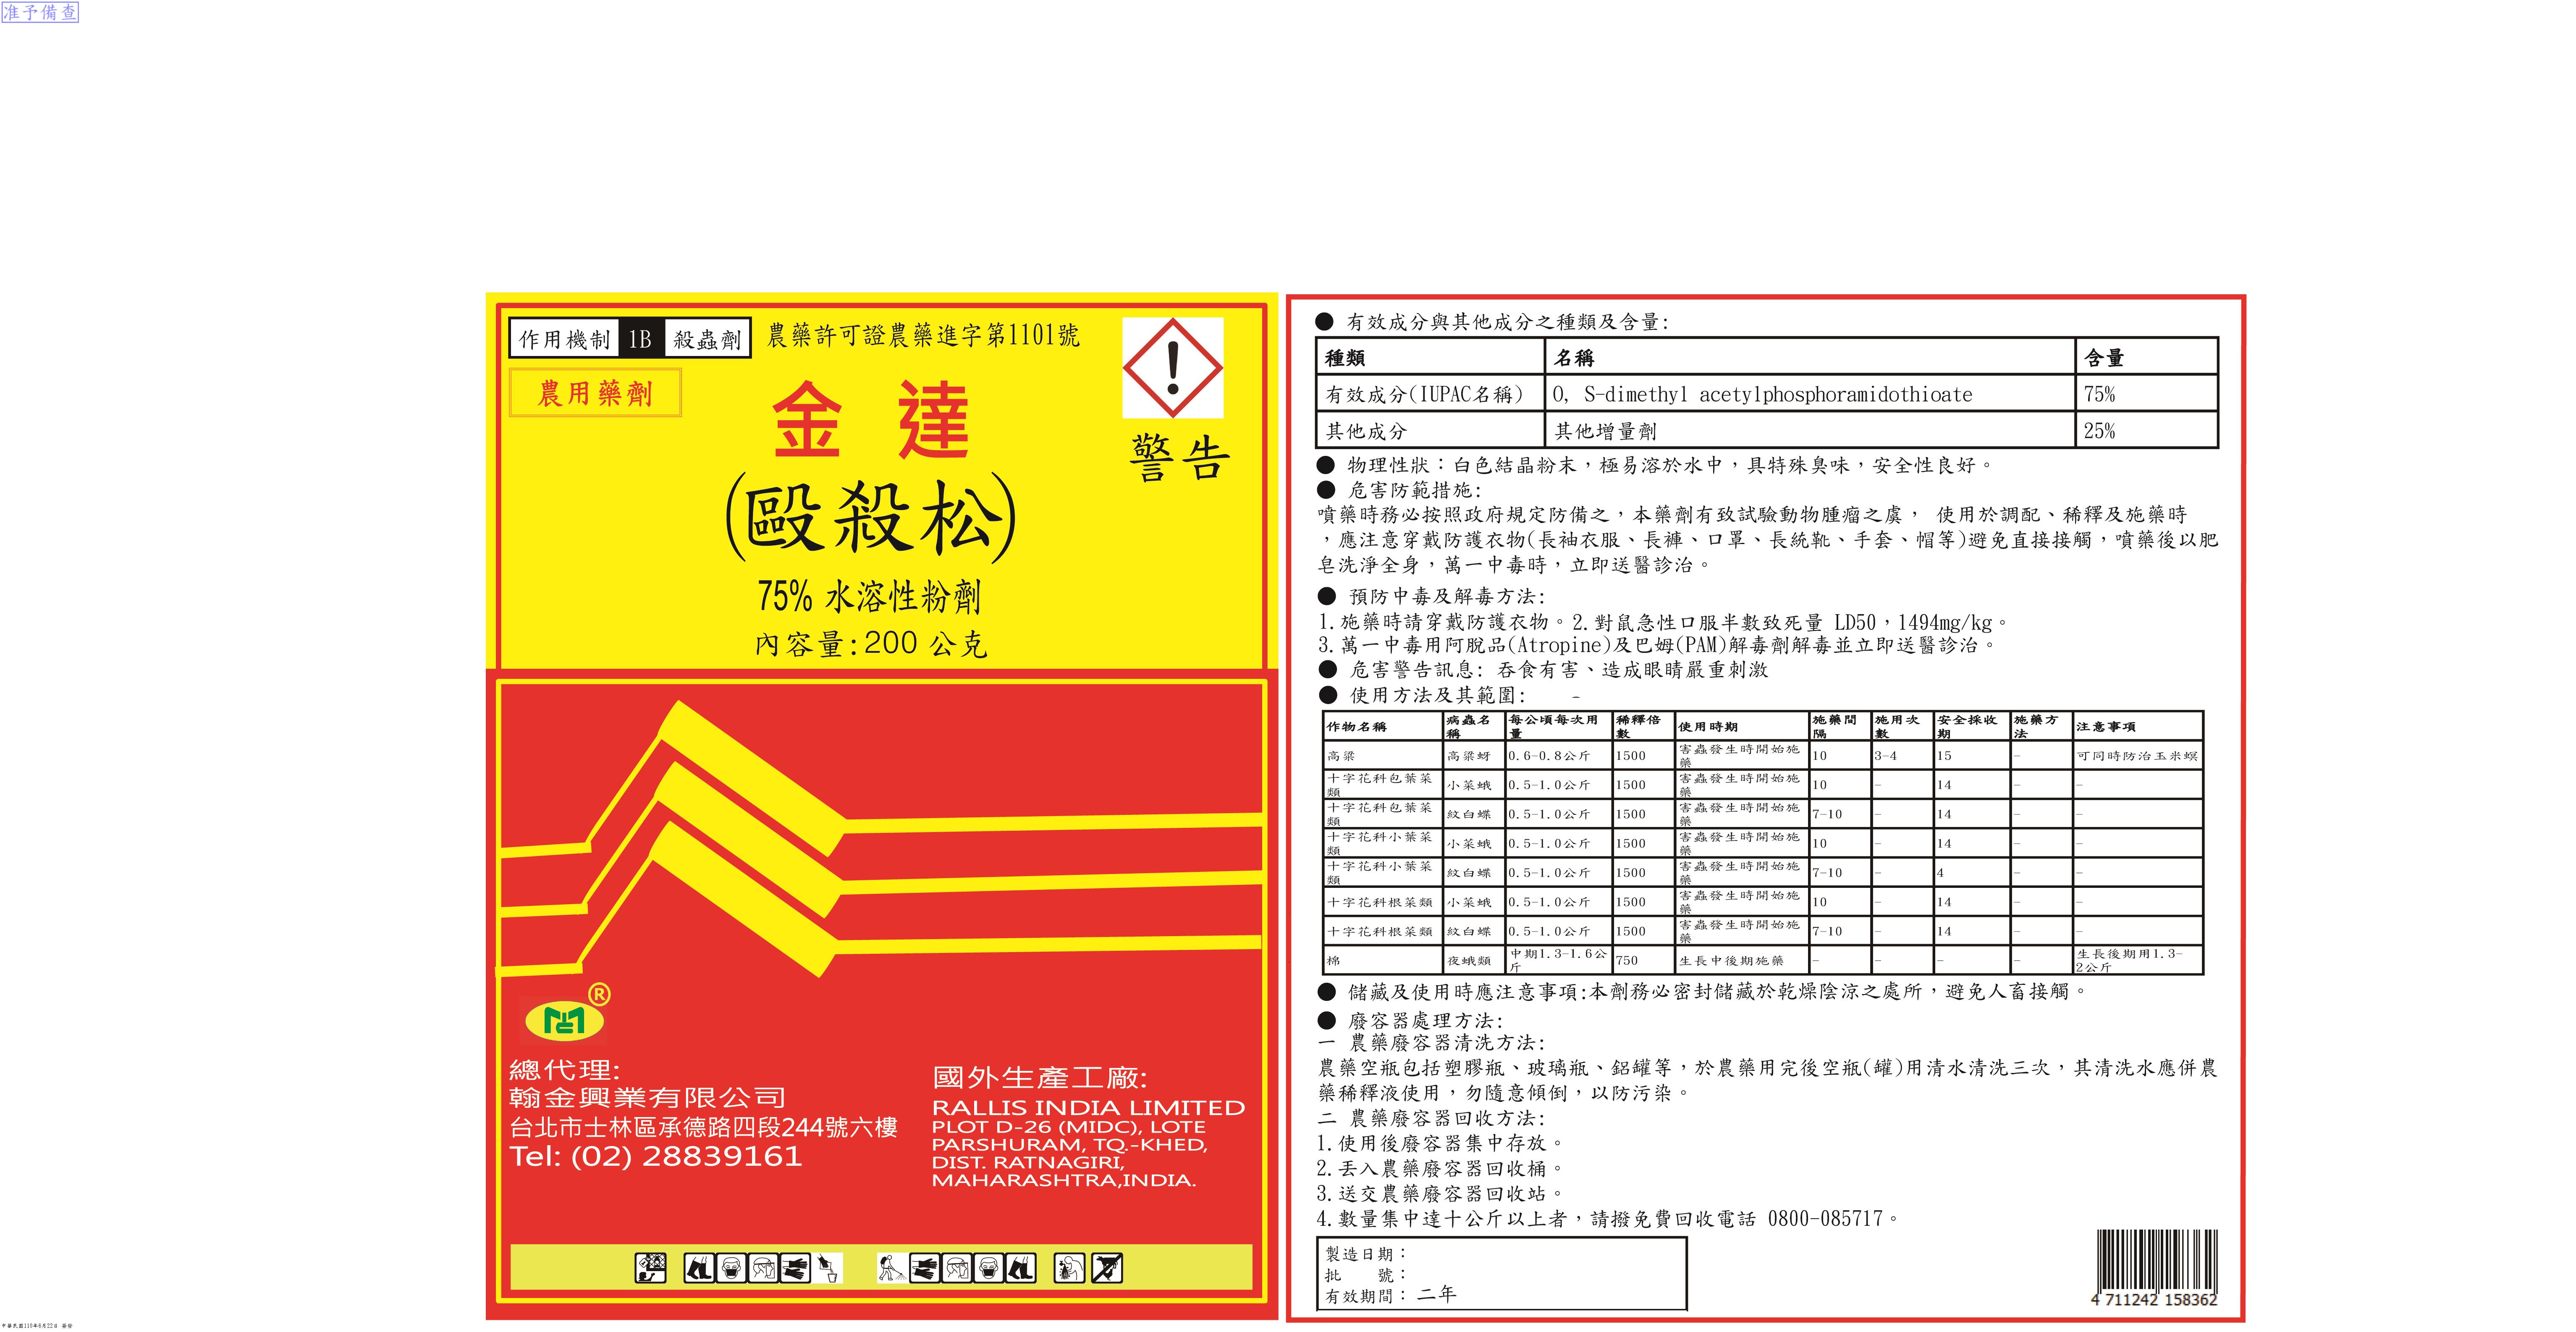 准予備查
作用機制 1B 殺蟲劑
農藥許可證農藥進字第1101號
農用藥劑
金達
警告
(毆殺松)
75% 水溶性粉劑
內容量:200 公克
®
總代理:
翰金興業有限公司
台北市士林區承德路四段244號六樓
Tel: (02) 28839161
國外生產工廠:
RALLIS INDIA LIMITED
PLOT D-26 (MIDC), LOTE
PARSHURAM, TQ.-KHED,
DIST. RATNAGIRI,
MAHARASHTRA,INDIA.
● 有效成分與其他成分之種類及含量:
種類 名稱 含量
有效成分(IUPAC名稱) O, S-dimethyl acetylphosphoramidothioate 75%
其他成分 其他增量劑 25%
● 物理性狀：白色結晶粉末，極易溶於水中，具特殊臭味，安全性良好。
● 危害防範措施:
噴藥時務必按照政府規定防備之，本藥劑有致試驗動物腫瘤之虞， 使用於調配、稀釋及施藥時
，應注意穿戴防護衣物(長袖衣服、長褲、口罩、長統靴、手套、帽等)避免直接接觸，噴藥後以肥
皂洗淨全身，萬一中毒時，立即送醫診治。
● 預防中毒及解毒方法:
1.施藥時請穿戴防護衣物。2.對鼠急性口服半數致死量 LD50，1494mg/kg。
3.萬一中毒用阿脫品(Atropine)及巴姆(PAM)解毒劑解毒並立即送醫診治。
● 危害警告訊息: 吞食有害、造成眼睛嚴重刺激
● 使用方法及其範圍: –
作物名稱 病蟲名稱 每公頃每次用量 稀釋倍數 使用時期 施藥間隔 施用次數 安全採收期 施藥方法 注意事項
高粱 高粱蚜 0.6-0.8公斤 1500 害蟲發生時開始施藥 10 3-4 15 - 可同時防治玉米螟
十字花科包葉菜類 小菜蛾 0.5-1.0公斤 1500 害蟲發生時開始施藥 10 - 14 - -
十字花科包葉菜類 紋白蝶 0.5-1.0公斤 1500 害蟲發生時開始施藥 7-10 - 14 - -
十字花科小葉菜類 小菜蛾 0.5-1.0公斤 1500 害蟲發生時開始施藥 10 - 14 - -
十字花科小葉菜類 紋白蝶 0.5-1.0公斤 1500 害蟲發生時開始施藥 7-10 - 4 - -
十字花科根菜類 小菜蛾 0.5-1.0公斤 1500 害蟲發生時開始施藥 10 - 14 - -
十字花科根菜類 紋白蝶 0.5-1.0公斤 1500 害蟲發生時開始施藥 7-10 - 14 - -
棉 夜蛾類 中期1.3-1.6公斤 750 生長中後期施藥 - - - - 生長後期用1.3-2公斤
● 儲藏及使用時應注意事項:本劑務必密封儲藏於乾燥陰涼之處所，避免人畜接觸。
● 廢容器處理方法:
一 農藥廢容器清洗方法:
農藥空瓶包括塑膠瓶、玻璃瓶、鋁罐等，於農藥用完後空瓶(罐)用清水清洗三次，其清洗水應併農
藥稀釋液使用，勿隨意傾倒，以防污染。
二 農藥廢容器回收方法:
1.使用後廢容器集中存放。
2.丟入農藥廢容器回收桶。
3.送交農藥廢容器回收站。
4.數量集中達十公斤以上者，請撥免費回收電話 0800-085717。
製造日期：
批 號：
有效期間：二年
4 711242 158362
中華民國110年6月22日 簽發